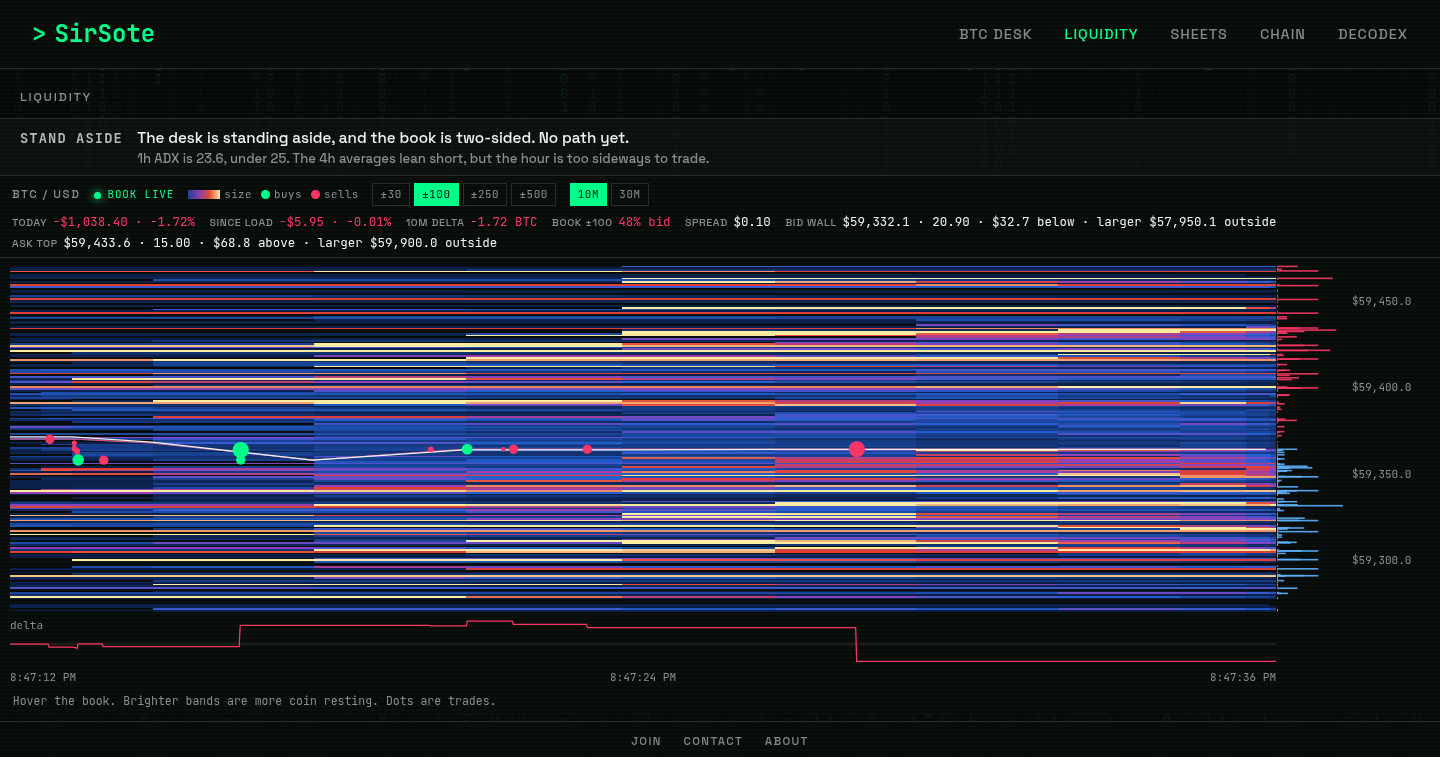 > SirSote
BTC DESK LIQUIDITY SHEETS CHAIN DECODEX
LIQUIDITY
STAND ASIDE The desk is standing aside, and the book is two-sided. No path yet.
1h ADX is 23.6, under 25. The 4h averages lean short, but the hour is too sideways to trade.
BTC / USD BOOK LIVE size buys sells ±30 ±100 ±250 ±500 10M 30M
TODAY -$1,038.40 · -1.72% SINCE LOAD -$5.95 · -0.01% 10M DELTA -1.72 BTC BOOK ±100 48% bid SPREAD $0.10 BID WALL $59,332.1 · 20.90 · $32.7 below · larger $57,950.1 outside
ASK TOP $59,433.6 · 15.00 · $68.8 above · larger $59,900.0 outside
$59,450.0
$59,400.0
$59,350.0
$59,300.0
delta
8:47:12 PM 8:47:24 PM 8:47:36 PM
Hover the book. Brighter bands are more coin resting. Dots are trades.
JOIN CONTACT ABOUT